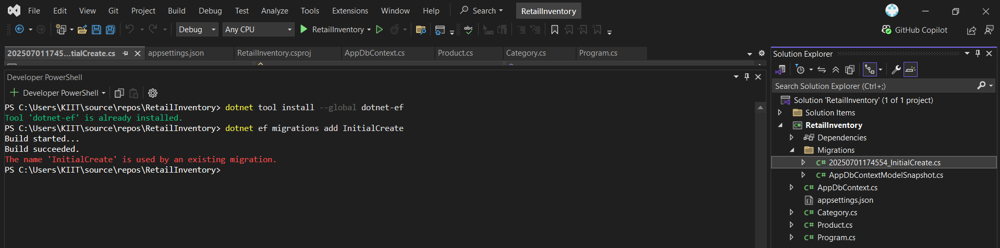 File Edit View Git Project Build Debug Test Analyze Tools Extensions Window Help Search RetailInventory
Debug Any CPU RetailInventory abc GitHub Copilot
202507011745...tialCreate.cs appsettings.json RetailInventory.csproj AppDbContext.cs Product.cs Category.cs Program.cs
Developer PowerShell
Developer PowerShell
PS C:\Users\KIIT\source\repos\RetailInventory> dotnet tool install --global dotnet-ef
Tool 'dotnet-ef' is already installed.
PS C:\Users\KIIT\source\repos\RetailInventory> dotnet ef migrations add InitialCreate
Build started...
Build succeeded.
The name 'InitialCreate' is used by an existing migration.
PS C:\Users\KIIT\source\repos\RetailInventory>
Solution Explorer
Search Solution Explorer (Ctrl+;)
Solution 'RetailInventory' (1 of 1 project)
Solution Items
C# RetailInventory
Dependencies
Migrations
C# 20250701174554_InitialCreate.cs
C# AppDbContextModelSnapshot.cs
C# AppDbContext.cs
appsettings.json
C# Category.cs
C# Product.cs
C# Program.cs